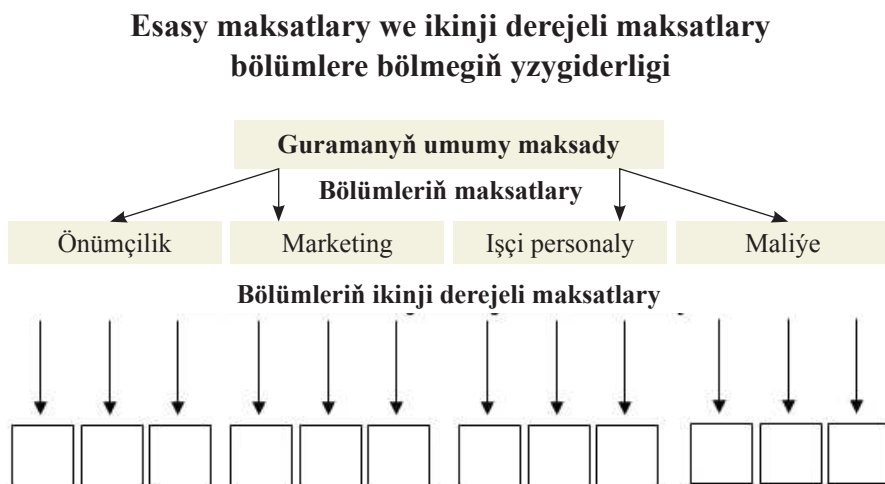 Esasy maksatlary we ikinji derejeli maksatlary
bölümlere bölmegiň yzygiderligi
Guramanyň umumy maksady
Bölümleriň maksatlary
Önümçilik
Marketing
Işçi personaly
Maliýe
Bölümleriň ikinji derejeli maksatlary